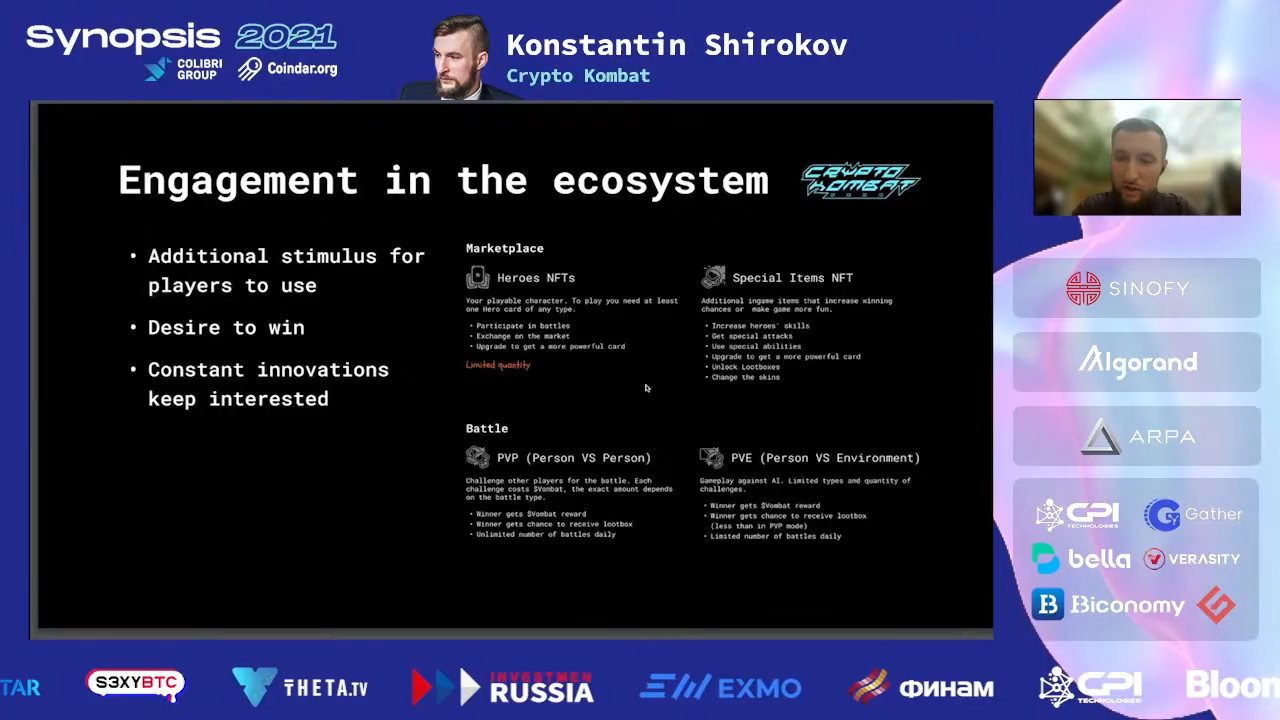 Synopsis 2021
COLIBRI
GROUP
Coindar.org
Konstantin Shirokov
Crypto Kombat
Engagement in the ecosystem
CRYPTO
KOMBAT
• Additional stimulus for
players to use
• Desire to win
• Constant innovations
keep interested
Marketplace
Heroes NFTs
Your playable character. To play you need at least
one Hero card of any type.
• Participate in battles
• Exchange on the market
• Upgrade to get a more powerful card
Limited quantity
Special Items NFT
Additional ingame items that increase winning
chances or make game more fun.
• Increase heroes' skills
• Get special attacks
• Use special abilities
• Upgrade to get a more powerful card
• Unlock Lootboxes
• Change the skins
Battle
PVP (Person VS Person)
Challenge other players for the battle. Each
challenge costs $Vombat, the exact amount depends
on the battle type.
• Winner gets $Vombat reward
• Winner gets chance to receive lootbox
• Unlimited number of battles daily
PVE (Person VS Environment)
Gameplay against AI. Limited types and quantity of
challenges.
• Winner gets $Vombat reward
• Winner gets chance to receive lootbox
(less than in PVP mode)
• Limited number of battles daily
SINOFY
Algorand
ARPA
CPI
TECHNOLOGIES
Gather
bella
VERASITY
Biconomy
TAR
S3XYBTC
THETA.TV
INVESTMEN
RUSSIA
EXMO
ФИНАМ
CPI
TECHNOLOGIES
Bloom